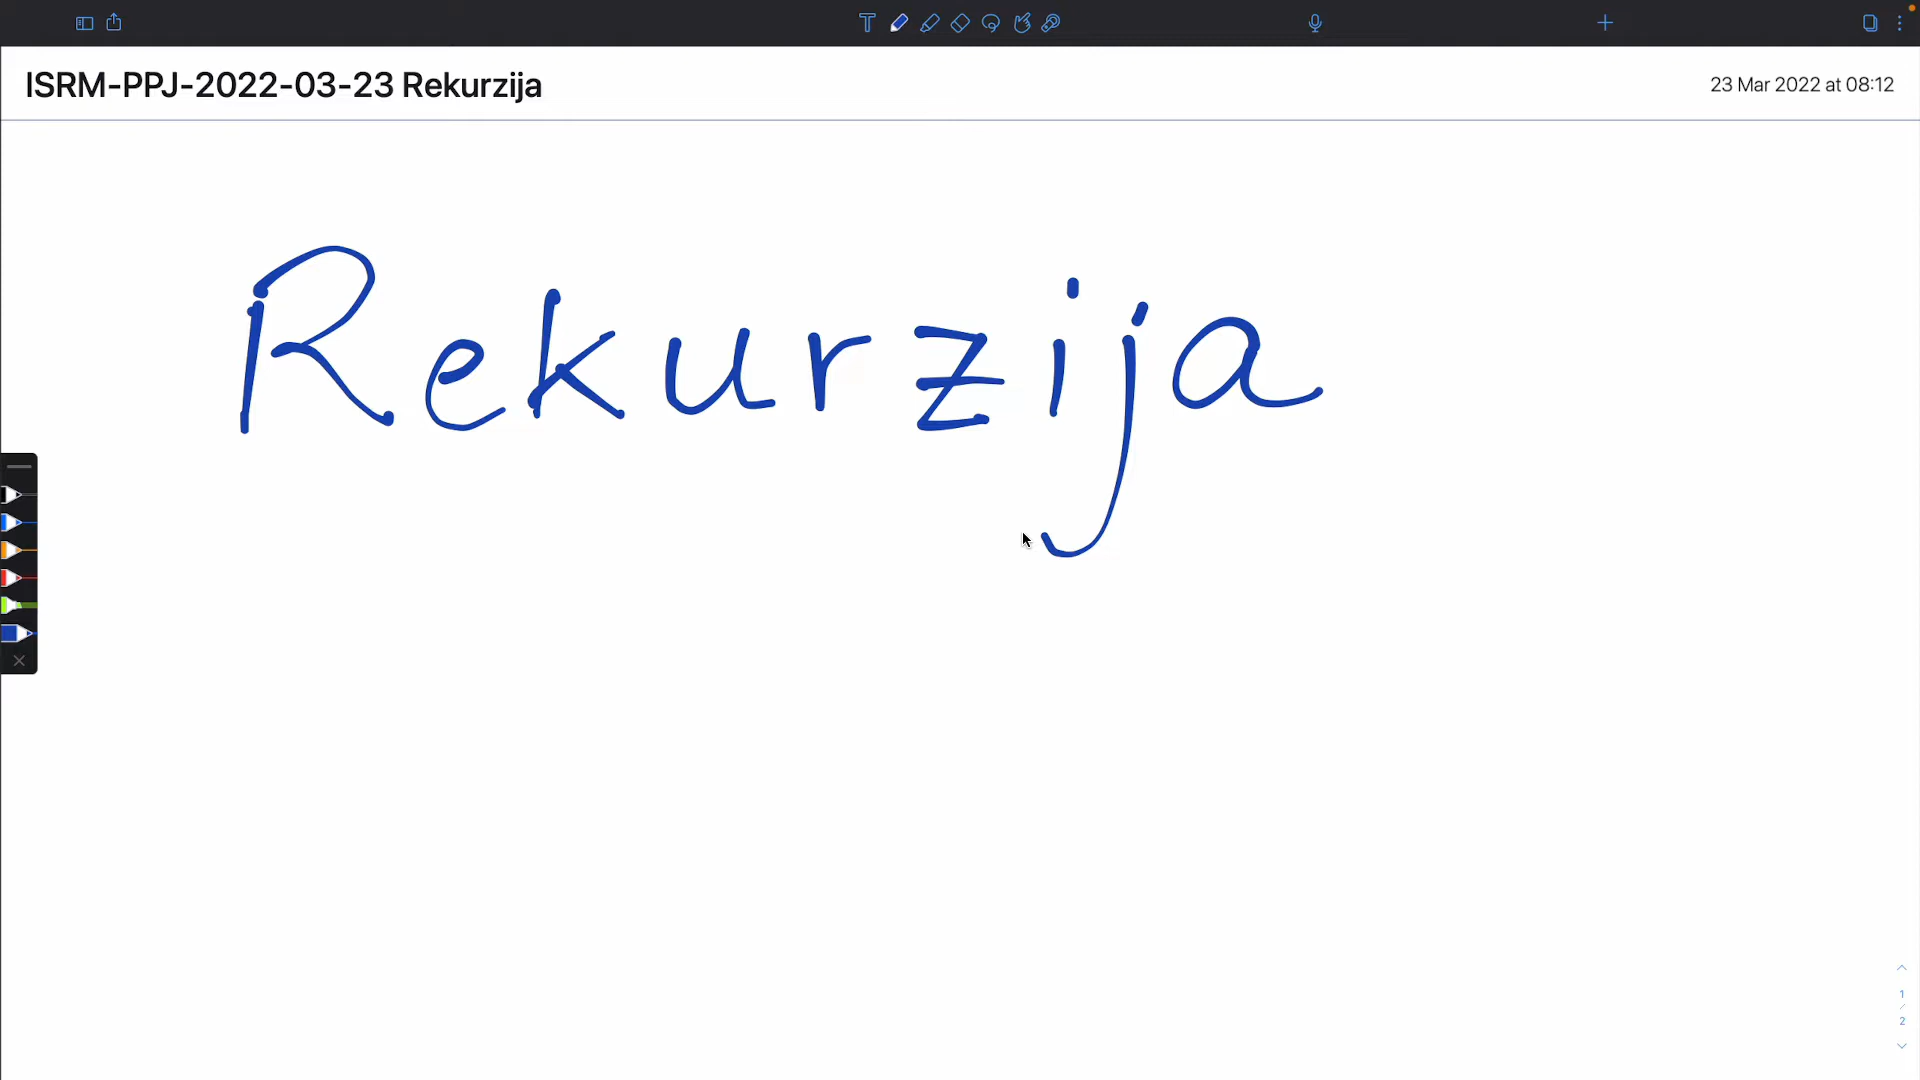 ISRM-PPJ-2022-03-23 Rekurzija
23 Mar 2022 at 08:12
Rekurzija
1
/
2